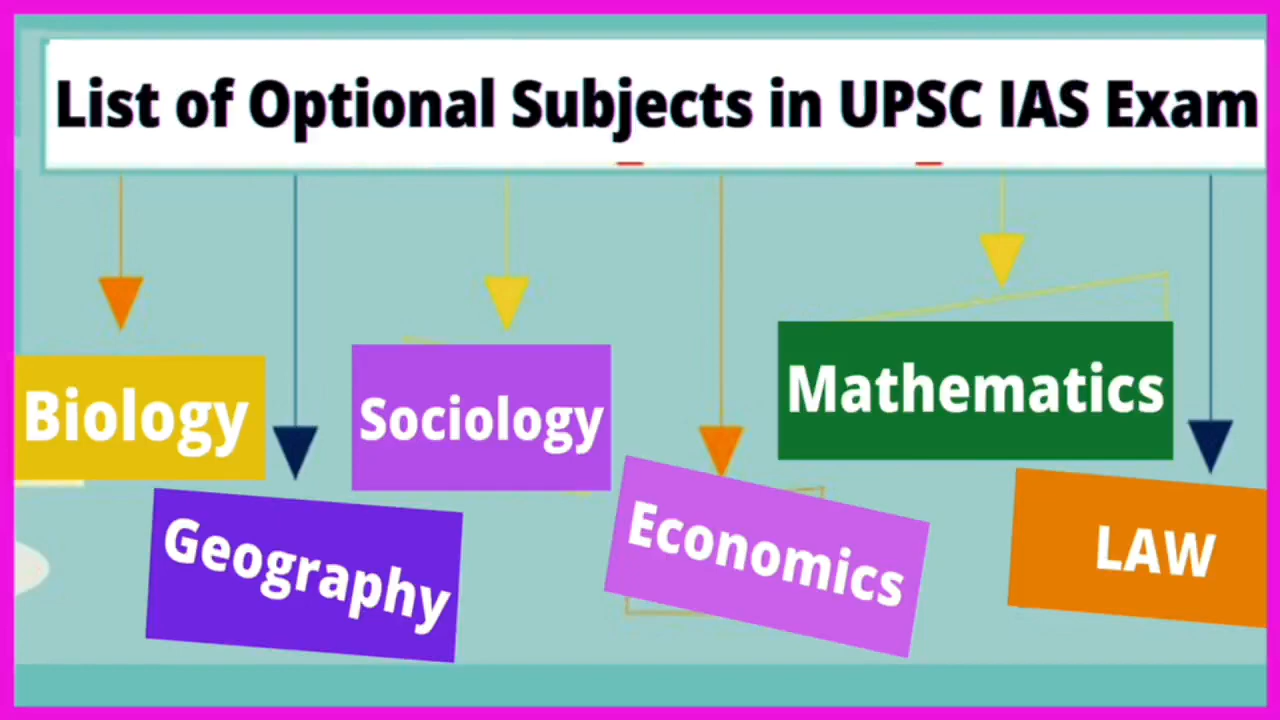 List of Optional Subjects in UPSC IAS Exam
Biology
Sociology
Mathematics
Geography
Economics
LAW